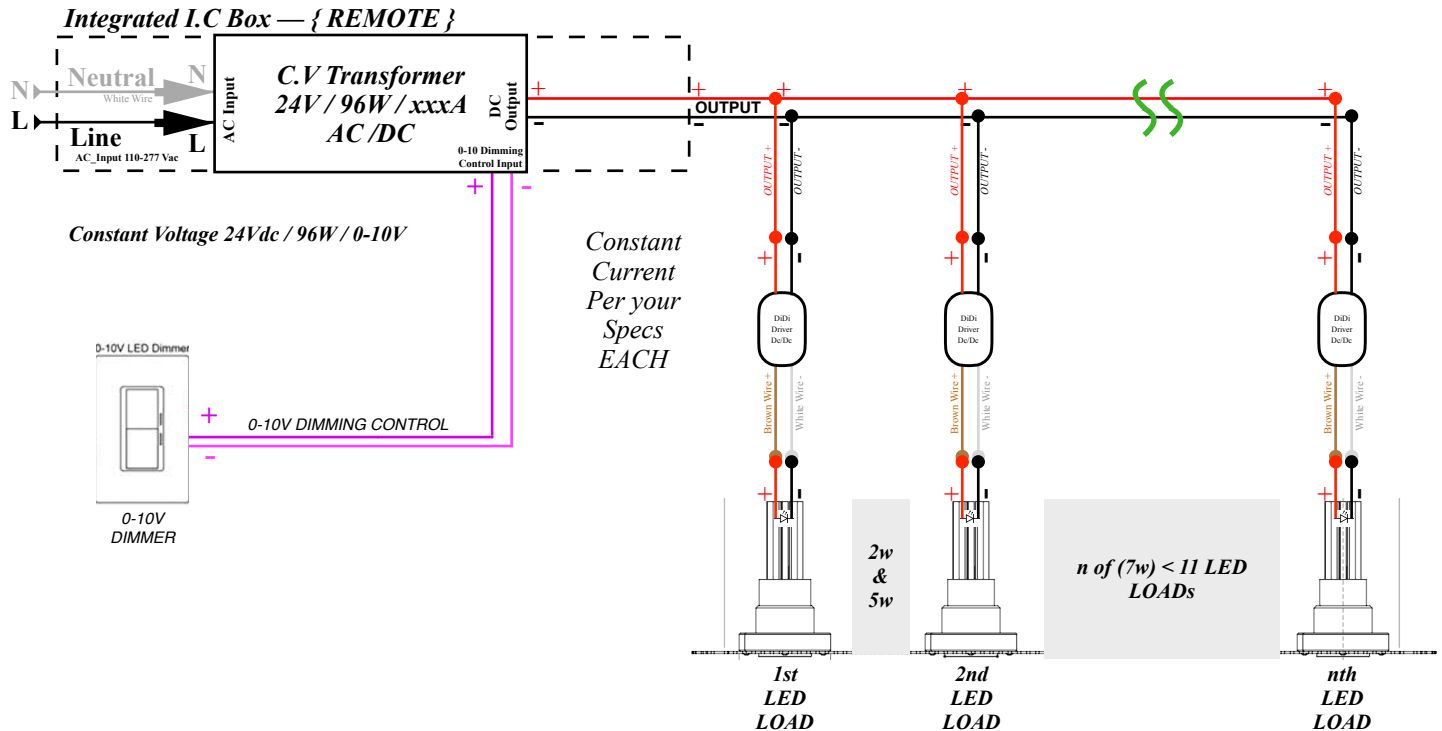 Integrated I.C Box — { REMOTE }
N Neutral N
White Wire
L Line L
AC_Input 110-277 Vac
AC Input
C.V Transformer
24V / 96W / xxxA
AC /DC
DC
Output
0-10 Dimming
Control Input
+ -
+ -
OUTPUT
+ -
+ -
+ -
-
Constant Voltage 24Vdc / 96W / 0-10V
Constant
Current
Per your
Specs
EACH
0-10V LED Dimmer
+
0-10V DIMMING CONTROL
-
0-10V
DIMMER
OUTPUT +
OUTPUT -
+ -
DiDi
Driver
Dc/Dc
Brown Wire +
White Wire -
+ -
1st
LED
LOAD
2w
&
5w
OUTPUT +
OUTPUT -
+ -
DiDi
Driver
Dc/Dc
Brown Wire +
White Wire -
+ -
2nd
LED
LOAD
n of (7w) < 11 LED
LOADs
+ -
OUTPUT +
OUTPUT -
+ -
DiDi
Driver
Dc/Dc
Brown Wire +
White Wire -
+ -
nth
LED
LOAD